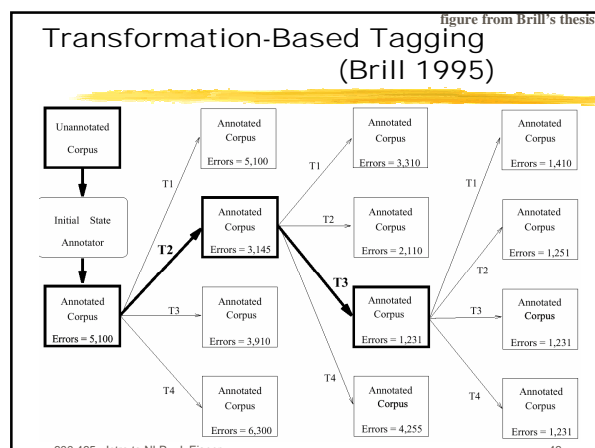 figure from Brill's thesis
Transformation-Based Tagging
(Brill 1995)
Unannotated
Corpus
Initial State
Annotator
Annotated
Corpus
Errors = 5,100
T1
T2
T3
T4
Annotated
Corpus
Errors = 5,100
Annotated
Corpus
Errors = 3,145
Annotated
Corpus
Errors = 3,910
Annotated
Corpus
Errors = 6,300
T1
T2
T3
T4
Annotated
Corpus
Errors = 3,310
Annotated
Corpus
Errors = 2,110
Annotated
Corpus
Errors = 1,231
Annotated
Corpus
Errors = 4,255
T1
T2
T3
T4
Annotated
Corpus
Errors = 1,410
Annotated
Corpus
Errors = 1,251
Annotated
Corpus
Errors = 1,231
Annotated
Corpus
Errors = 1,231